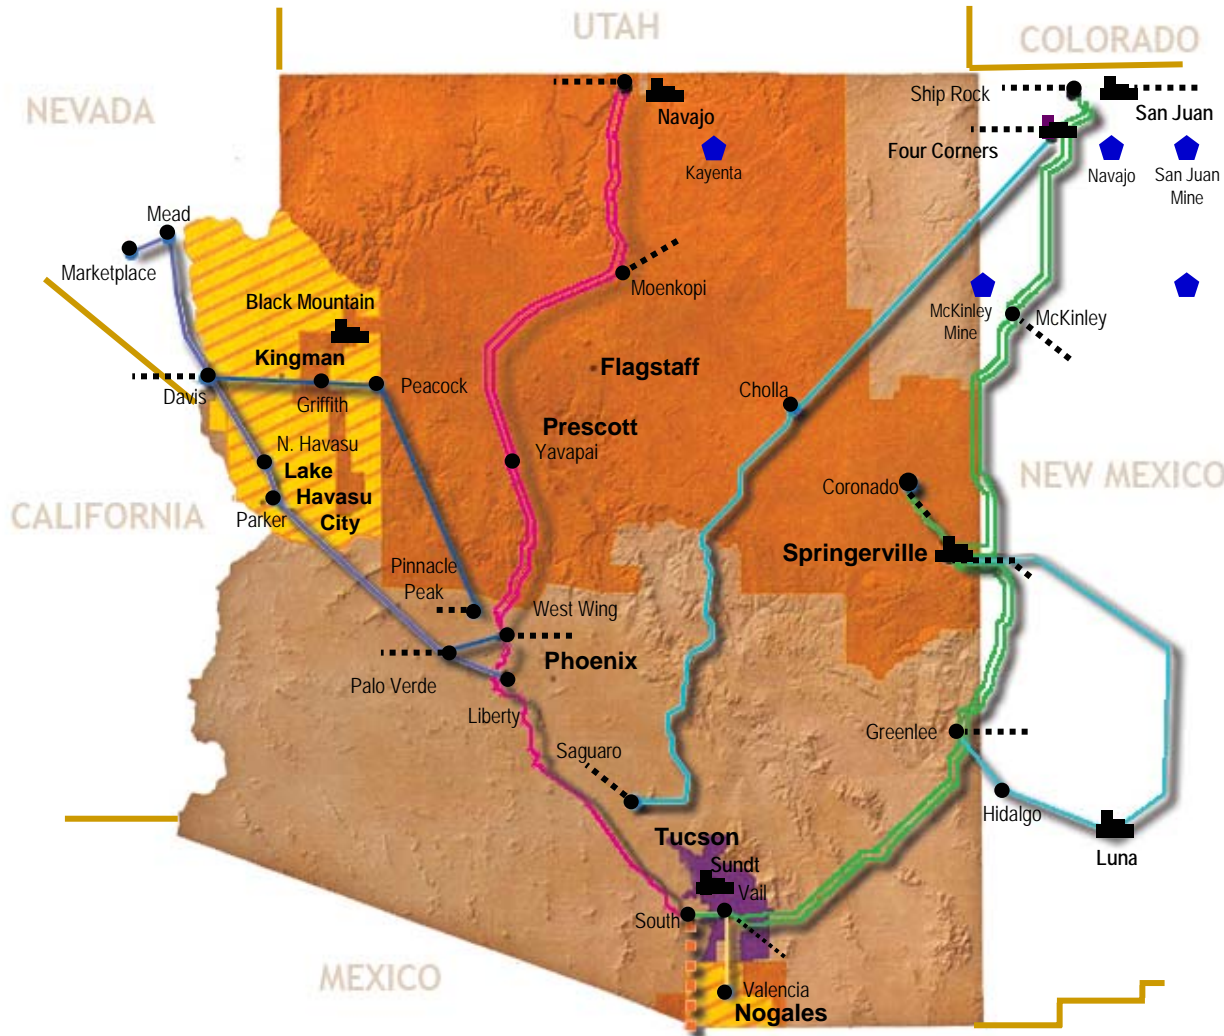 UTAH
COLORADO
NEVADA
Ship Rock
San Juan
Navajo
Four Corners
Kayenta
Navajo
San Juan
Mine
Mead
Marketplace
Moenkopi
Black Mountain
McKinley
Mine
McKinley
Kingman
Flagstaff
Davis
Griffith
Peacock
Cholla
Prescott
N. Havasu
Yavapai
Lake
Havasu
City
NEW MEXICO
Coronado
CALIFORNIA
Parker
Springerville
Pinnacle
Peak
West Wing
Phoenix
Palo Verde
Liberty
Greenlee
Saguaro
Hidalgo
Tucson
Luna
Sundt
Vail
South
MEXICO
Valencia
Nogales